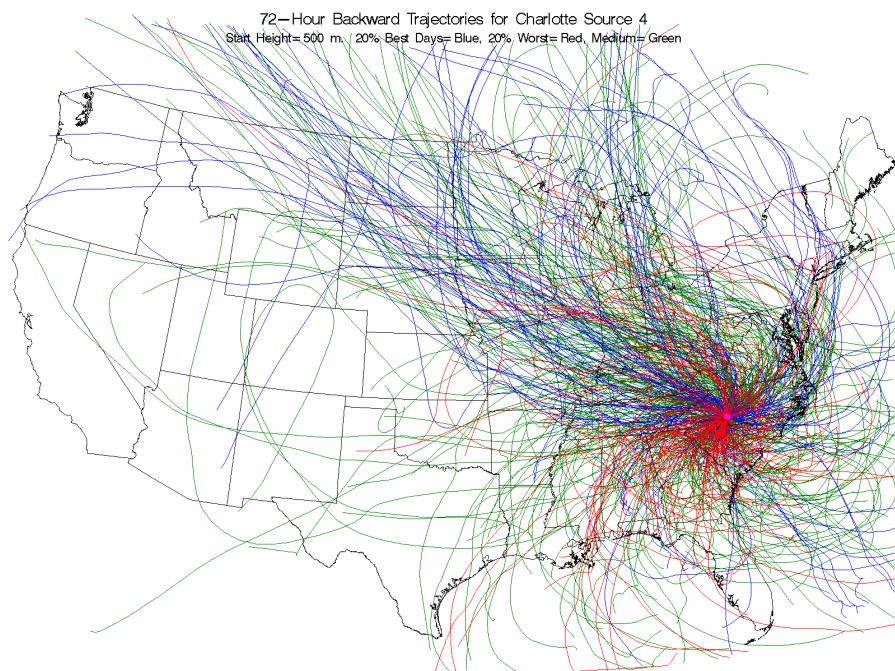 72-Hour Backward Trajectories for Charlotte Source 4
Start Height= 500 m. 20% Best Days= Blue, 20% Worst= Red, Medium= Green